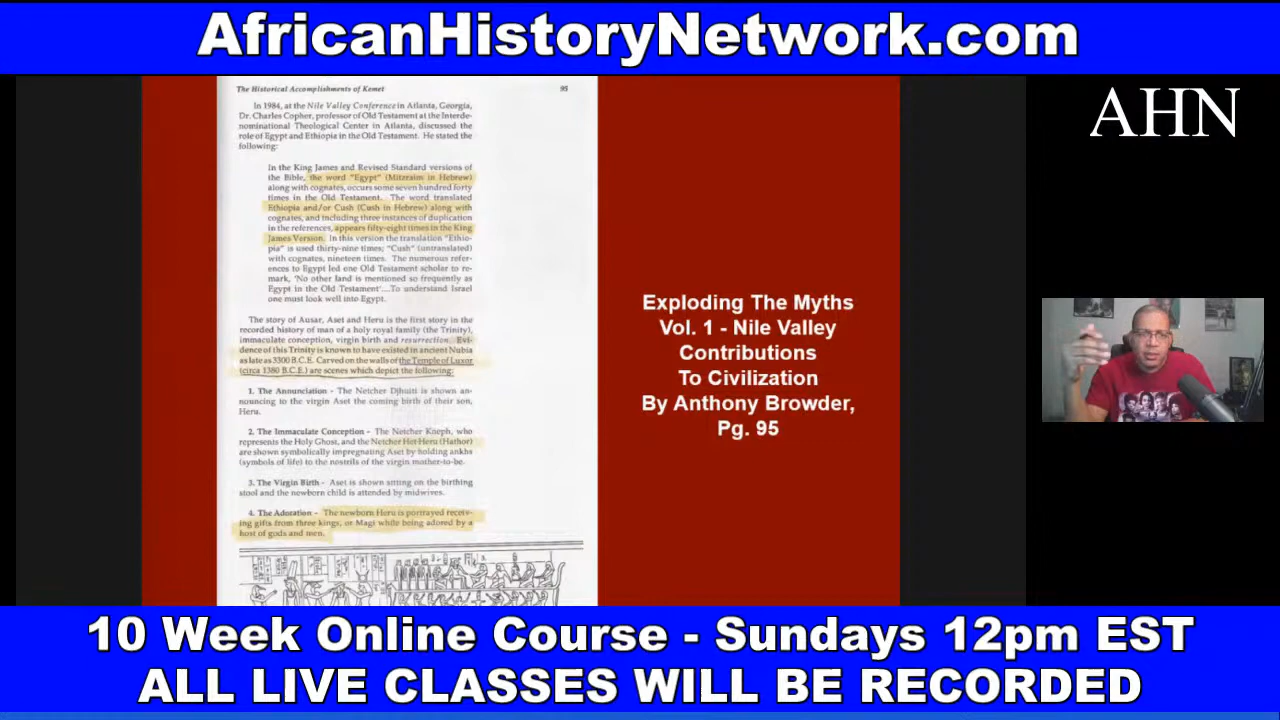 AfricanHistoryNetwork.com
The Historical Accomplishments of Kemet 95
In 1984, at the Nile Valley Conference in Atlanta, Georgia,
Dr. Charles Copher, professor of Old Testament at the Interde-
nominational Theological Center in Atlanta, discussed the
role of Egypt and Ethiopia in the Old Testament. He stated the
following:
In the King James and Revised Standard versions of
the Bible, the word "Egypt" (Mitzraim in Hebrew)
along with cognates, occurs some seven hundred forty
times in the Old Testament. The word translated
Ethiopia and/or Cush (Cush in Hebrew) along with
cognates, and including three instances of duplication
in the references, appears fifty-eight times in the King
James Version. In this version the translation "Ethio-
pia" is used thirty-nine times; "Cush" (untranslated)
with cognates, nineteen times. The numerous refer-
ences to Egypt led one Old Testament scholar to re-
mark, 'No other land is mentioned so frequently as
Egypt in the Old Testament'....To understand Israel
one must look well into Egypt.
The story of Ausar, Aset and Heru is the first story in the
recorded history of man of a holy royal family (the Trinity),
immaculate conception, virgin birth and resurrection. Evi-
dence of this Trinity is known to have existed in ancient Nubia
as late as 3300 B.C.E. Carved on the walls of the Temple of Luxor
(circa 1380 B.C.E.) are scenes which depict the following:
1. The Annunciation - The Netcher Djhuiti is shown an-
nouncing to the virgin Aset the coming birth of their son,
Heru.
2. The Immaculate Conception - The Netcher Kneph, who
represents the Holy Ghost, and the Netcher Het-Heru (Hathor)
are shown symbolically impregnating Aset by holding ankhs
(symbols of life) to the nostrils of the virgin mother-to-be.
3. The Virgin Birth - Aset is shown sitting on the birthing
stool and the newborn child is attended by midwives.
4. The Adoration - The newborn Heru is portrayed receiv-
ing gifts from three kings, or Magi while being adored by a
host of gods and men.
AHN
Exploding The Myths
Vol. 1 - Nile Valley
Contributions
To Civilization
By Anthony Browder,
Pg. 95
10 Week Online Course - Sundays 12pm EST
ALL LIVE CLASSES WILL BE RECORDED